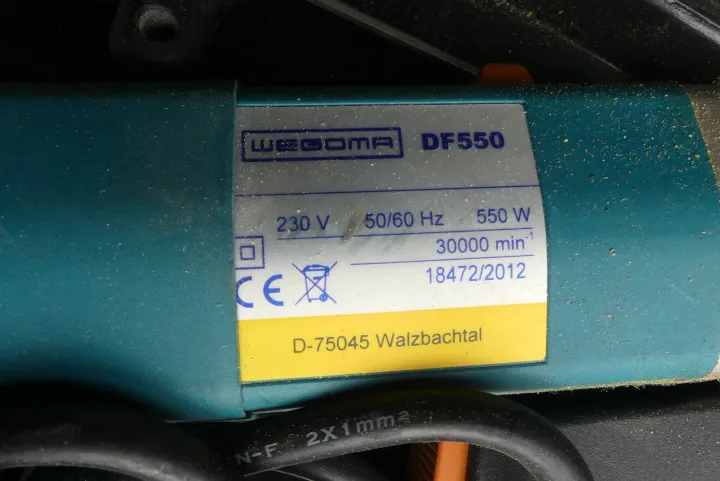 WEGOMA DF550
230 V 50/60 Hz 550 W
30000 min⁻¹
18472/2012
CE
D-75045 Walzbachtal
N-F 2X1mm²